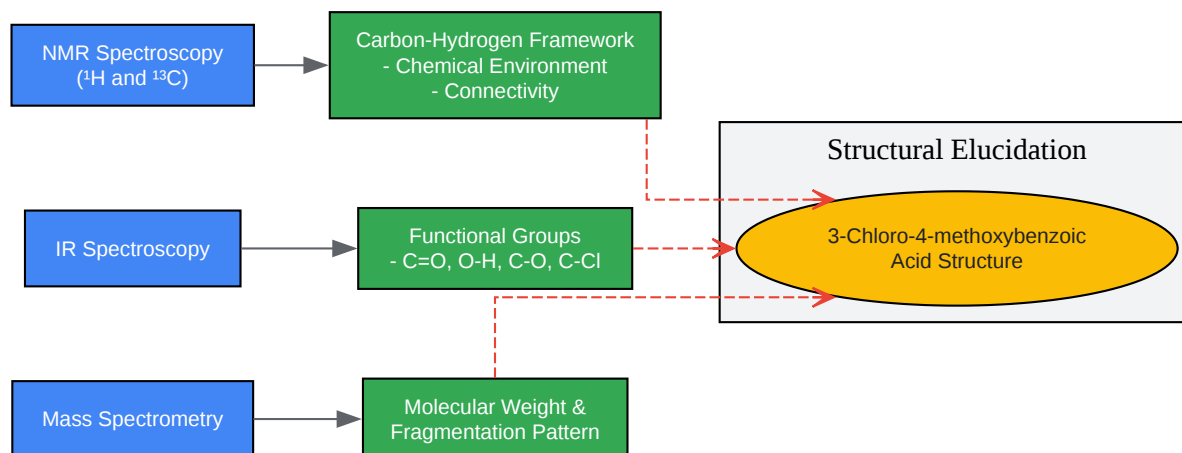 NMR Spectroscopy
(¹H and ¹³C)
Carbon-Hydrogen Framework
- Chemical Environment
- Connectivity
Structural Elucidation
IR Spectroscopy
Functional Groups
- C=O, O-H, C-O, C-Cl
3-Chloro-4-methoxybenzoic
Acid Structure
Mass Spectrometry
Molecular Weight &
Fragmentation Pattern